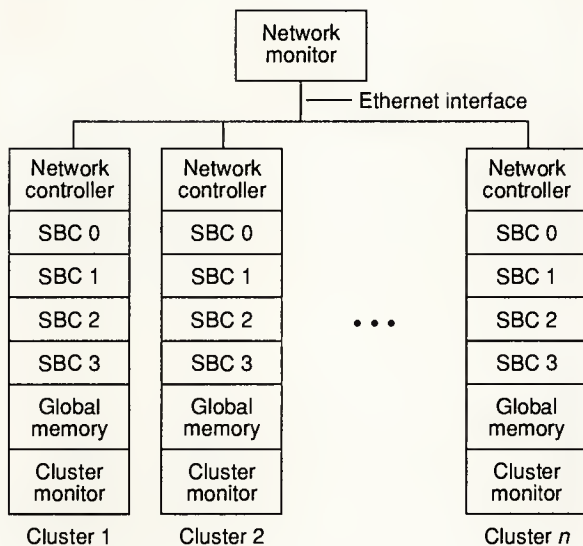 Network
monitor
Ethernet interface
Network
controller
SBC 0
SBC 1
SBC 2
SBC 3
Global
memory
Cluster
monitor
Cluster 1
Network
controller
SBC 0
SBC 1
SBC 2
SBC 3
Global
memory
Cluster
monitor
Cluster 2
• • •
Network
controller
SBC 0
SBC 1
SBC 2
SBC 3
Global
memory
Cluster
monitor
Cluster n